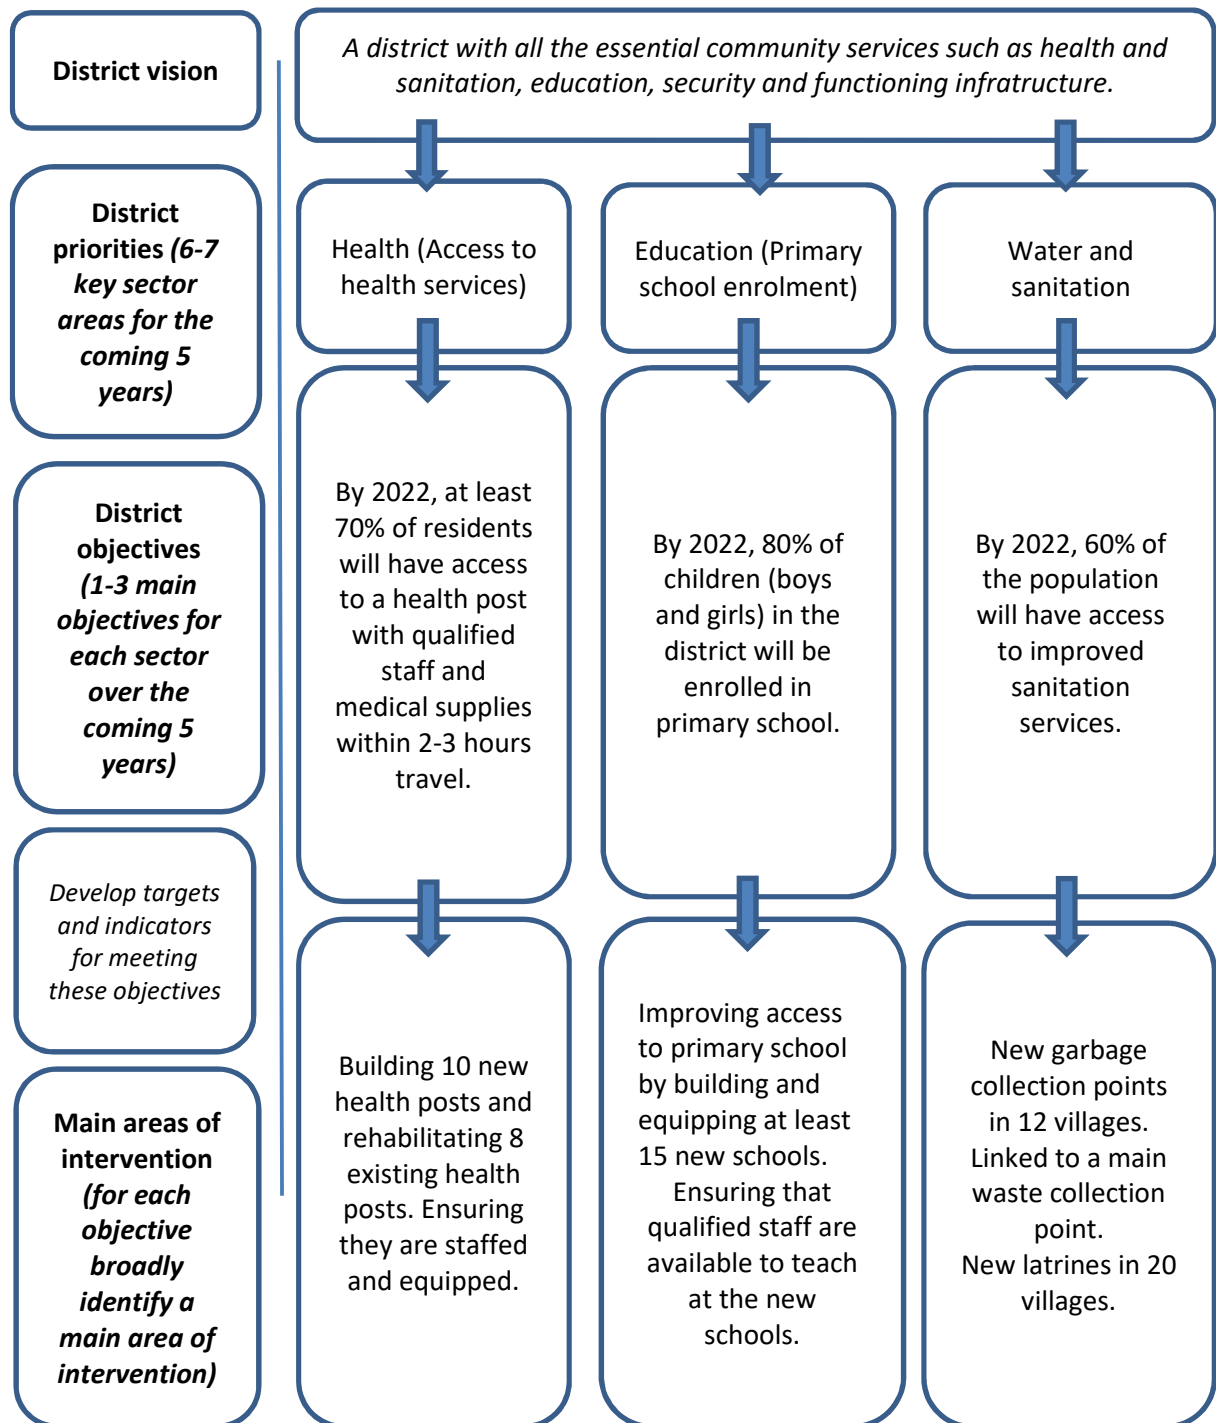 District vision
A district with all the essential community services such as health and
sanitation, education, security and functioning infratructure.
District
priorities (6-7
key sector
areas for the
coming 5
years)
Health (Access to
health services)
Education (Primary
school enrolment)
Water and
sanitation
District
objectives
(1-3 main
objectives for
each sector
over the
coming 5
years)
By 2022, at least
70% of residents
will have access
to a health post
with qualified
staff and
medical supplies
within 2-3 hours
travel.
By 2022, 80% of
children (boys
and girls) in the
district will be
enrolled in
primary school.
By 2022, 60% of
the population
will have access
to improved
sanitation
services.
Develop targets
and indicators
for meeting
these objectives
Main areas of
intervention
(for each
objective
broadly
identify a
main area of
intervention)
Building 10 new
health posts and
rehabilitating 8
existing health
posts. Ensuring
they are staffed
and equipped.
Improving access
to primary school
by building and
equipping at least
15 new schools.
Ensuring that
qualified staff are
available to teach
at the new
schools.
New garbage
collection points
in 12 villages.
Linked to a main
waste collection
point.
New latrines in 20
villages.